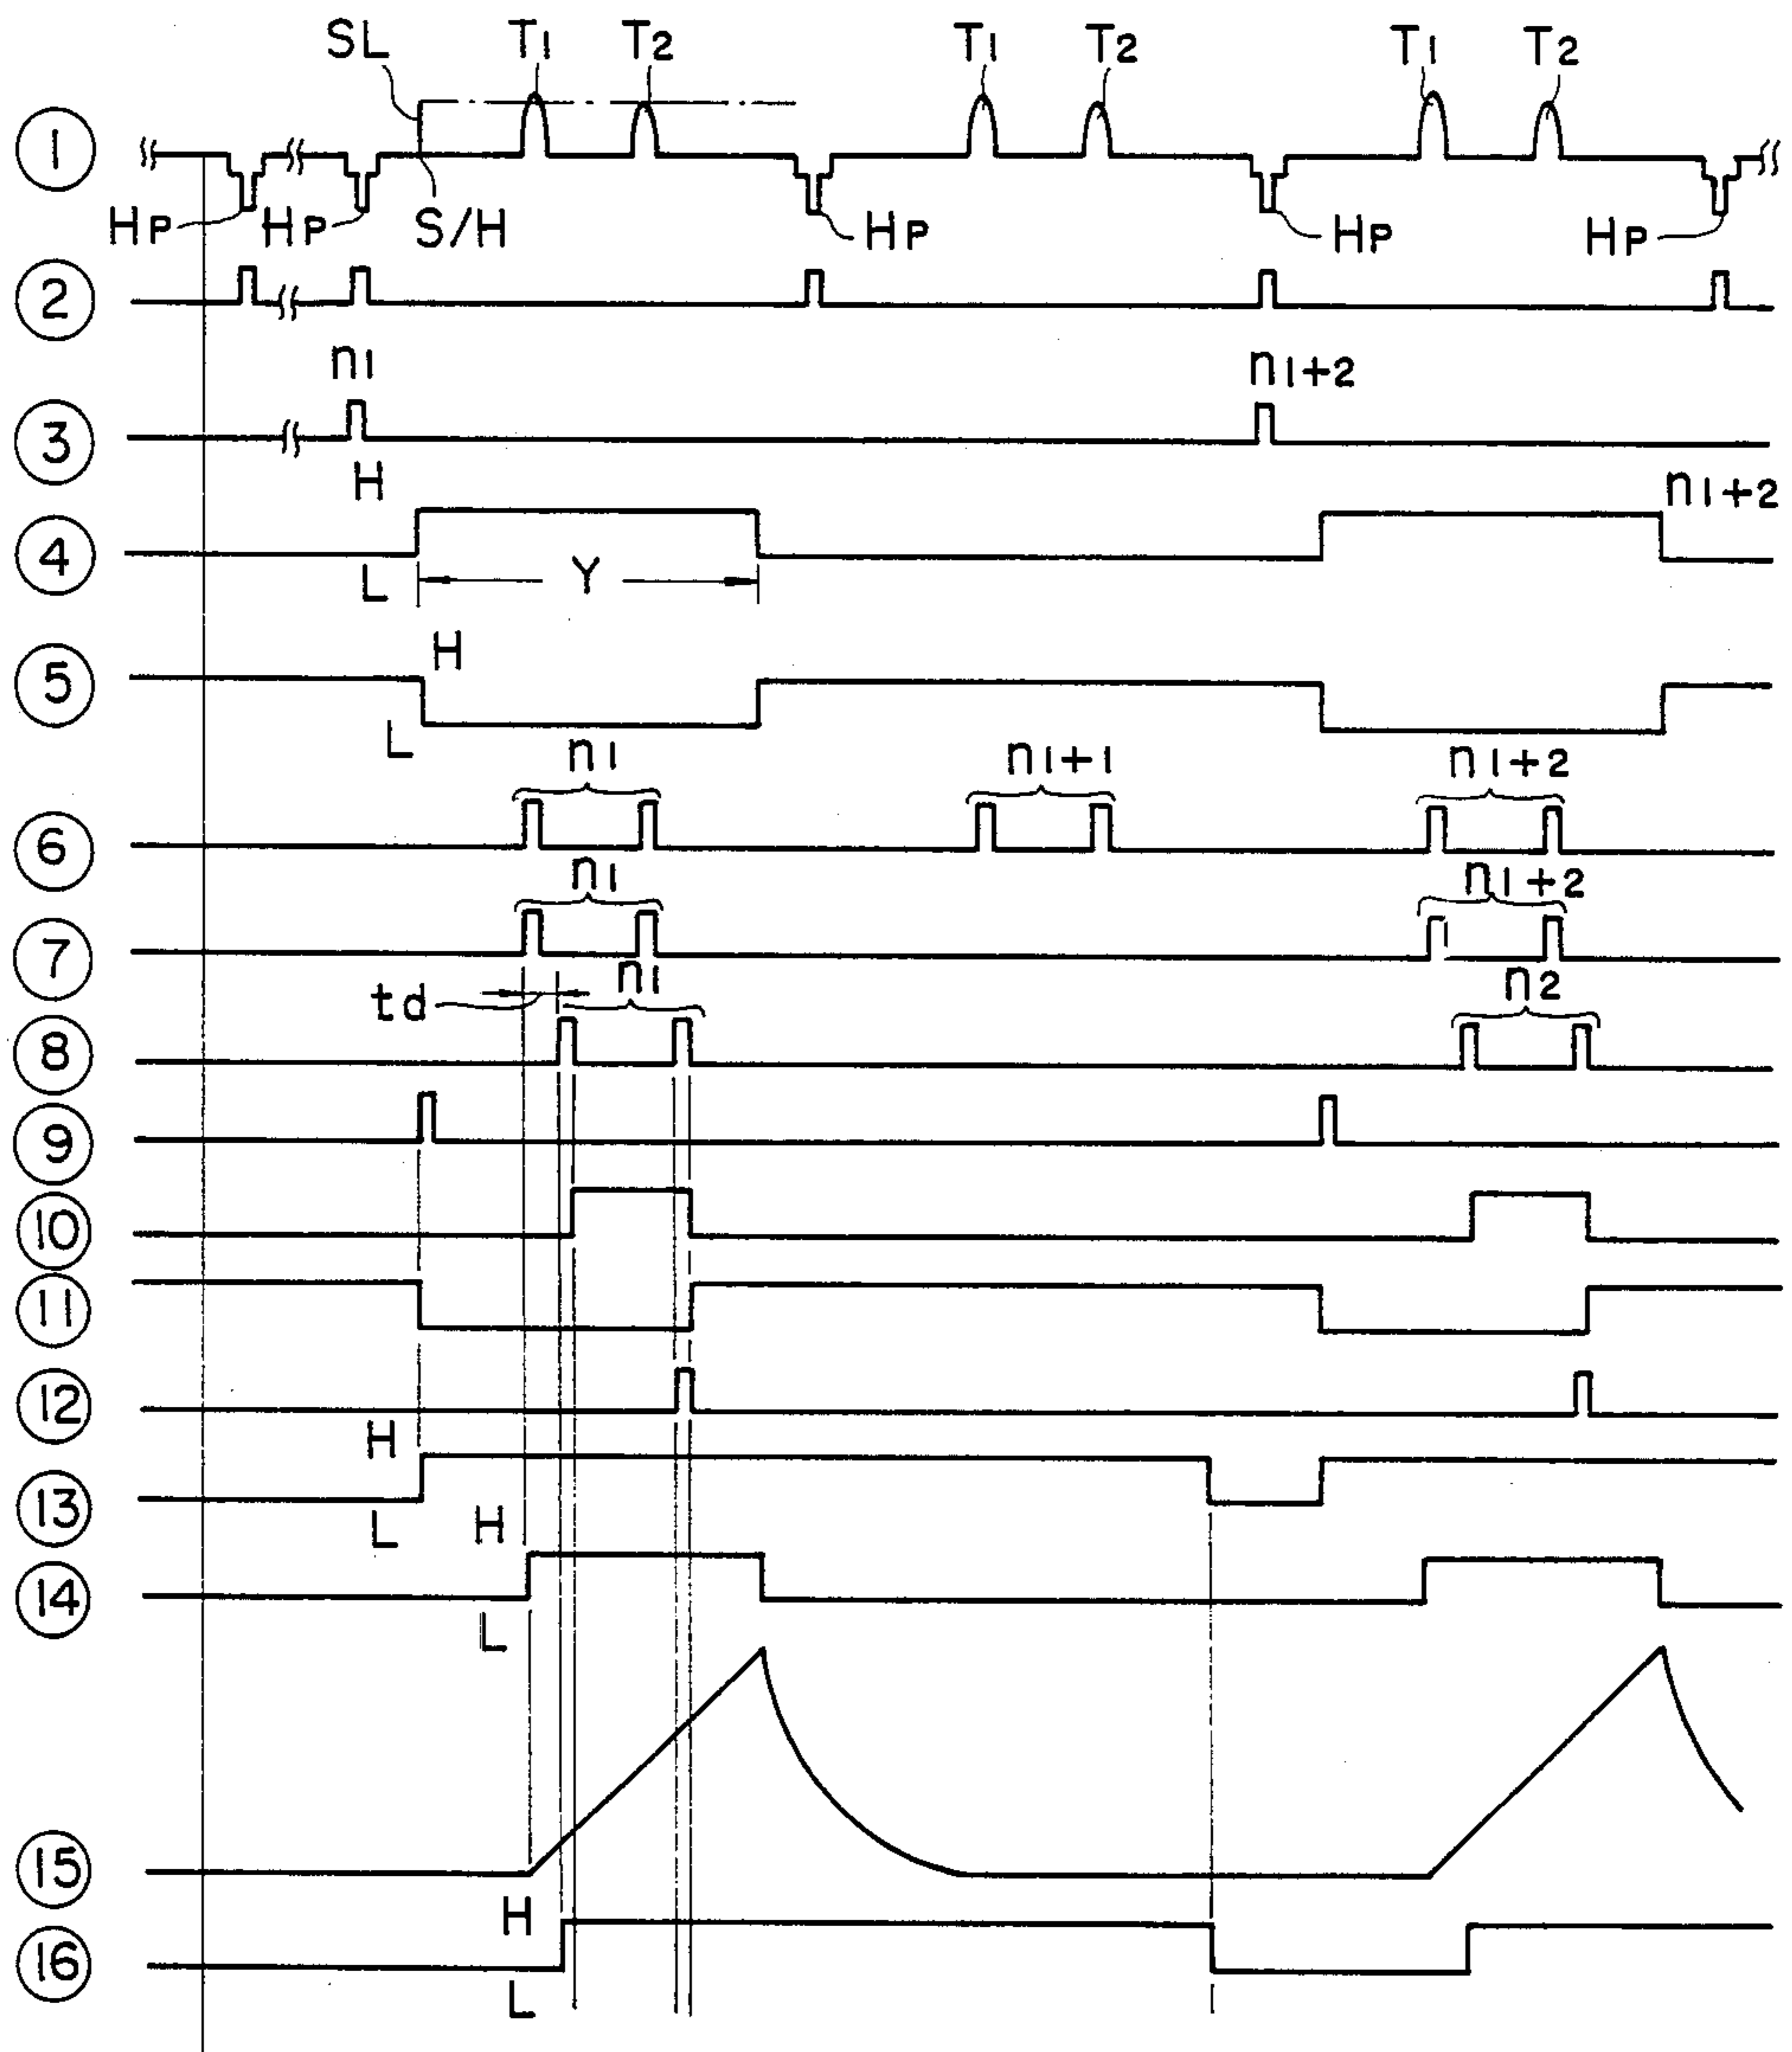 SL T1 T2 T1 T2 T1 T2
1
HP HP S/H HP HP HP
2
n1 n1+2
3
H
n1+2
4
L Y
H
5
L
n1 n1+1 n1+2
6
n1 n1+2
7
td n1 n2
8
9
10
11
12
H
13
L H
14
L
15
H
16
L